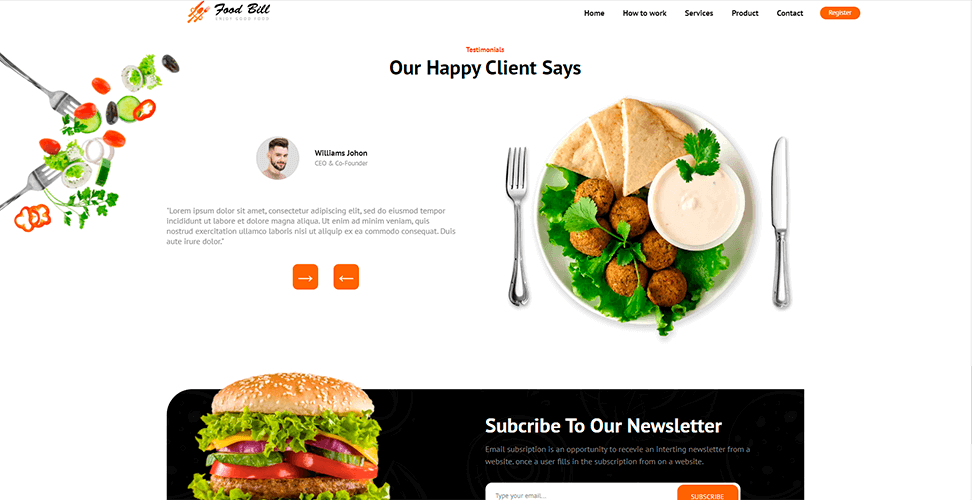 Food Bill
ENJOY GOOD FOOD
Home How to work Services Product Contact Register
Testimonials
Our Happy Client Says
Williams Johon
CEO & Co-Founder
"Lorem ipsum dolor sit amet, consectetur adipiscing elit, sed do eiusmod tempor
incididunt ut labore et dolore magna aliqua. Ut enim ad minim veniam, quis
nostrud exercitation ullamco laboris nisi ut aliquip ex ea commodo consequat. Duis
aute irure dolor."
→ ←
Subcribe To Our Newsletter
Email subsription is an opportunity to recevie an Interting newsletter from a
website, once a user fills in the subscription from on a website.
Type your email.... SUBSCRIBE